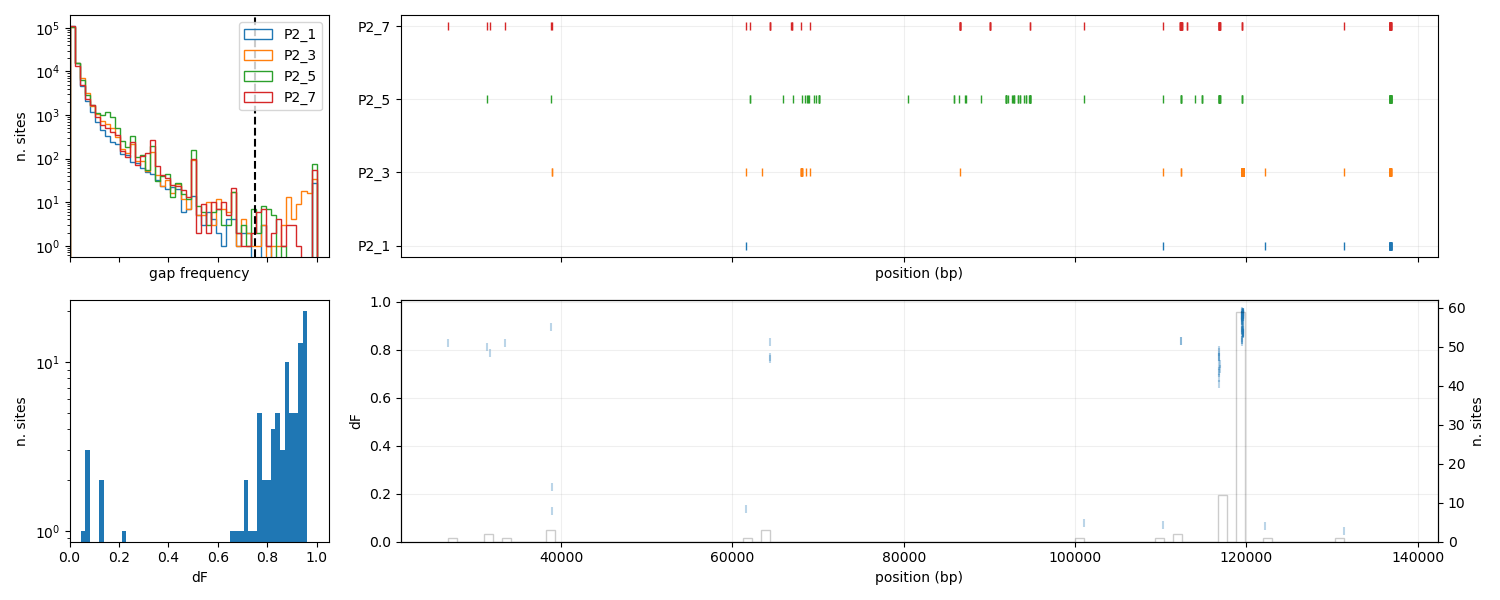 n. sites
10^5
10^4
10^3
10^2
10^1
10^0
P2_1
P2_3
P2_5
P2_7
gap frequency
P2_7
P2_5
P2_3
P2_1
position (bp)
n. sites
10^1
10^0
0.0 0.2 0.4 0.6 0.8 1.0
dF
dF
1.0
0.8
0.6
0.4
0.2
0.0
40000 60000 80000 100000 120000 140000
position (bp)
60
50
40
30
20
10
0
n. sites